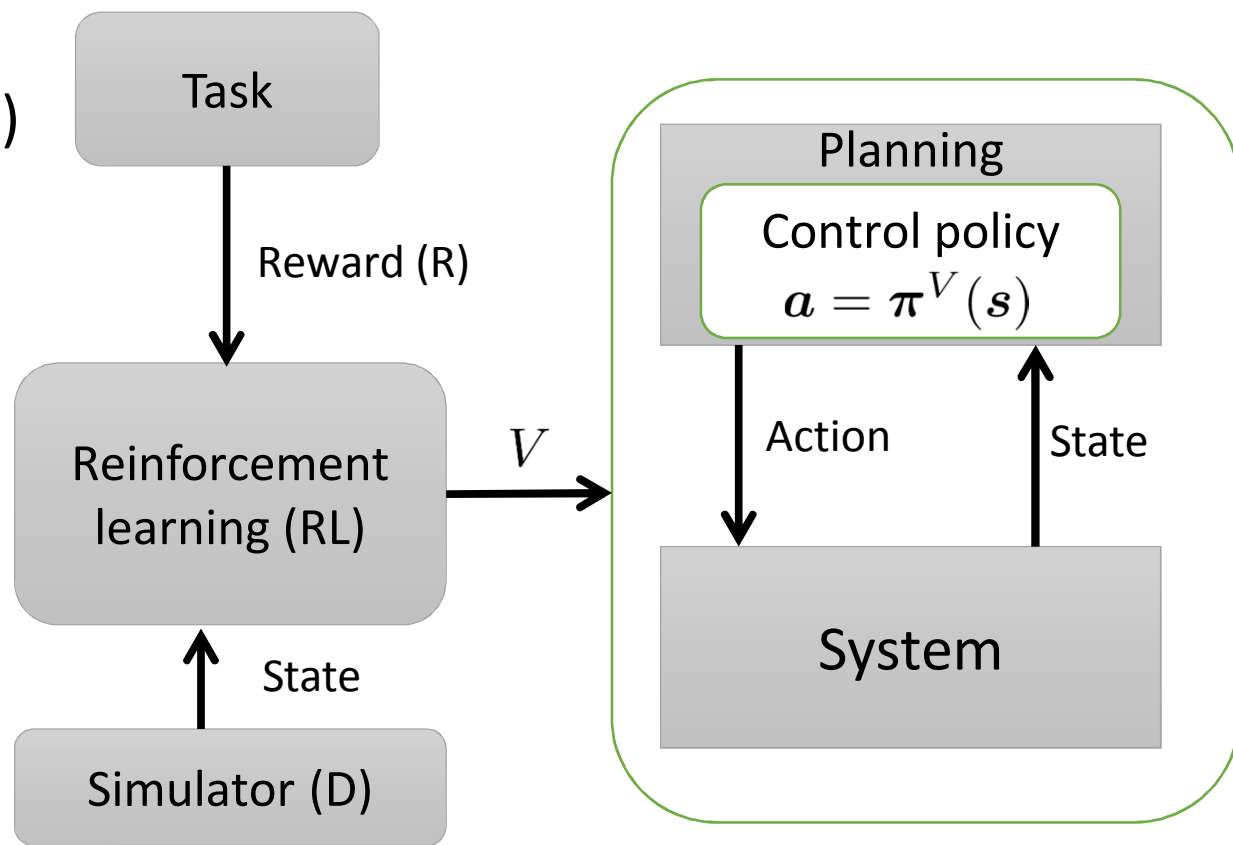 )
Task
Reward (R)
Reinforcement
learning (RL)
State
Simulator (D)
V
Planning
Control policy
a = π^V(s)
Action
State
System